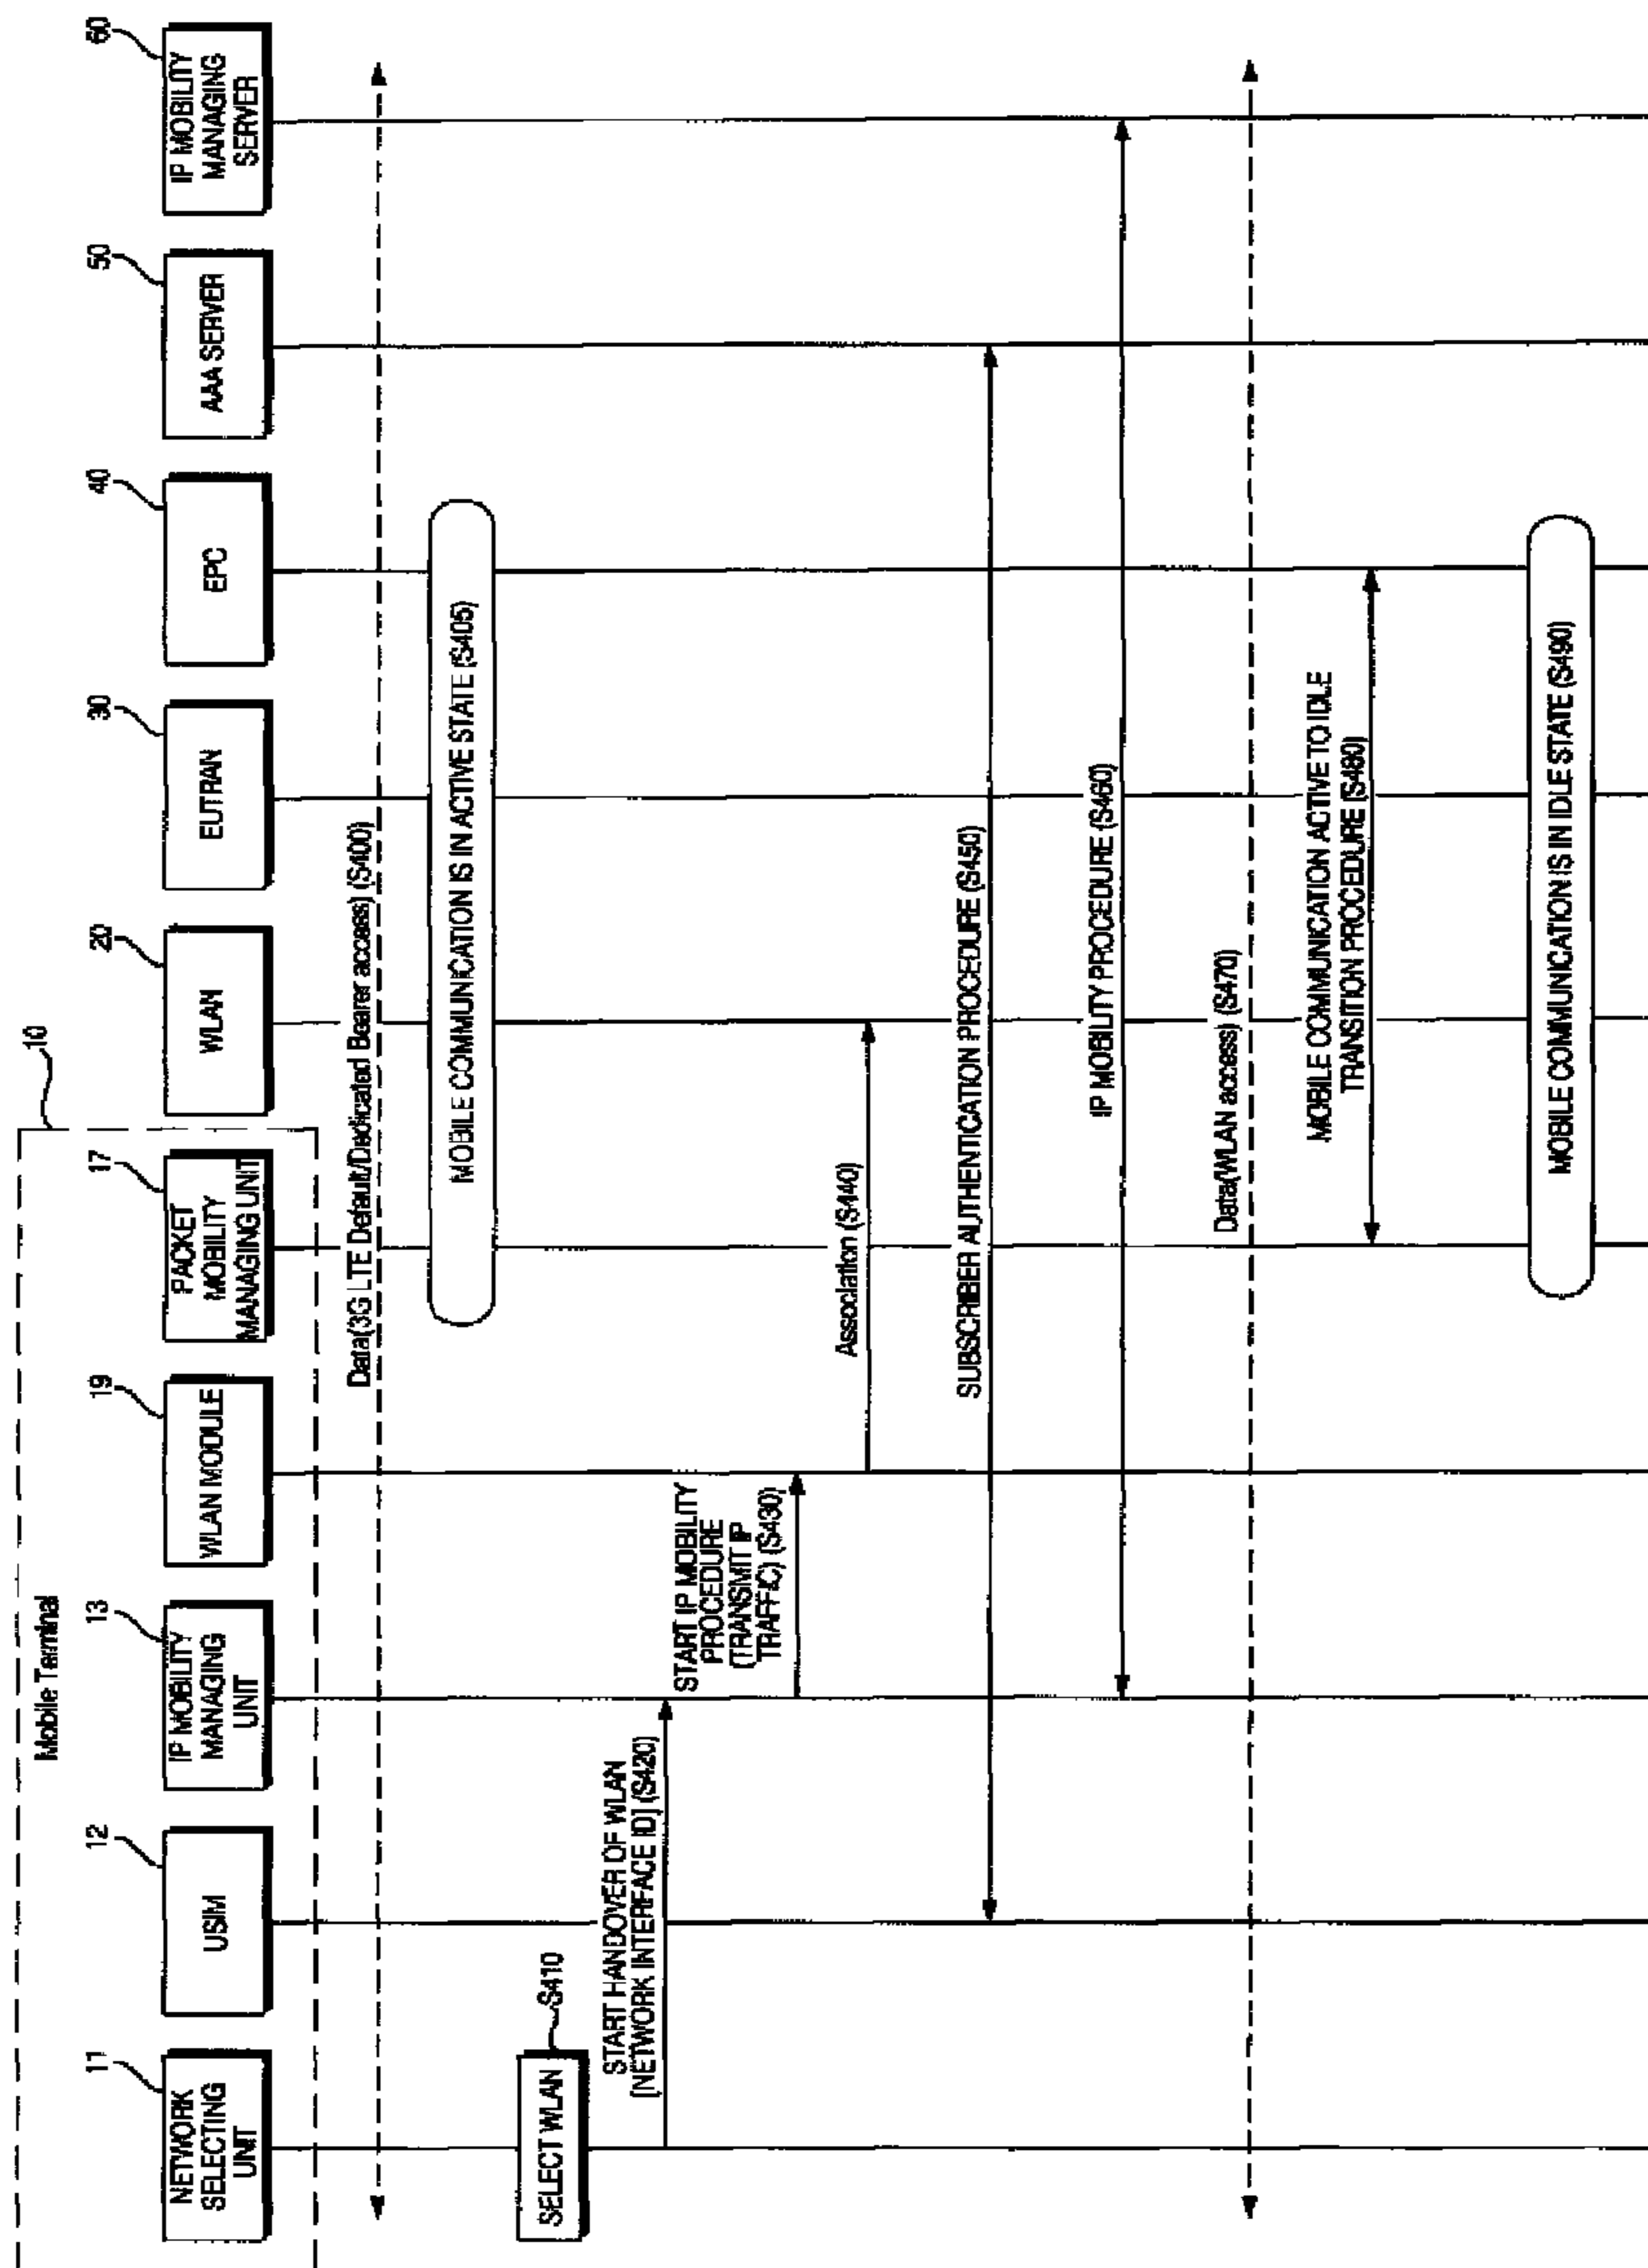 Mobile Terminal
10
11
NETWORK
SELECTING
UNIT
12
USIM
13
IP MOBILITY
MANAGING
UNIT
19
WLAN MODULE
17
PACKET
MOBILITY
MANAGING UNIT
20
WLAN
30
EUTRAN
40
EPC
50
AAA SERVER
60
IP MOBILITY
MANAGING
SERVER
Data(3G LTE Default/Dedicated Bearer access) (S400)
MOBILE COMMUNICATION IS IN ACTIVE STATE (S405)
SELECT WLAN
S410
START HANDOVER OF WLAN
[NETWORK INTERFACE ID] (S420)
START IP MOBILITY
PROCEDURE
(TRANSMIT IP
TRAFFIC) (S430)
Association (S440)
SUBSCRIBER AUTHENTICATION PROCEDURE (S450)
IP MOBILITY PROCEDURE (S460)
Data(WLAN access) (S470)
MOBILE COMMUNICATION ACTIVE TO IDLE
TRANSITION PROCEDURE (S480)
MOBILE COMMUNICATION IS IN IDLE STATE (S490)